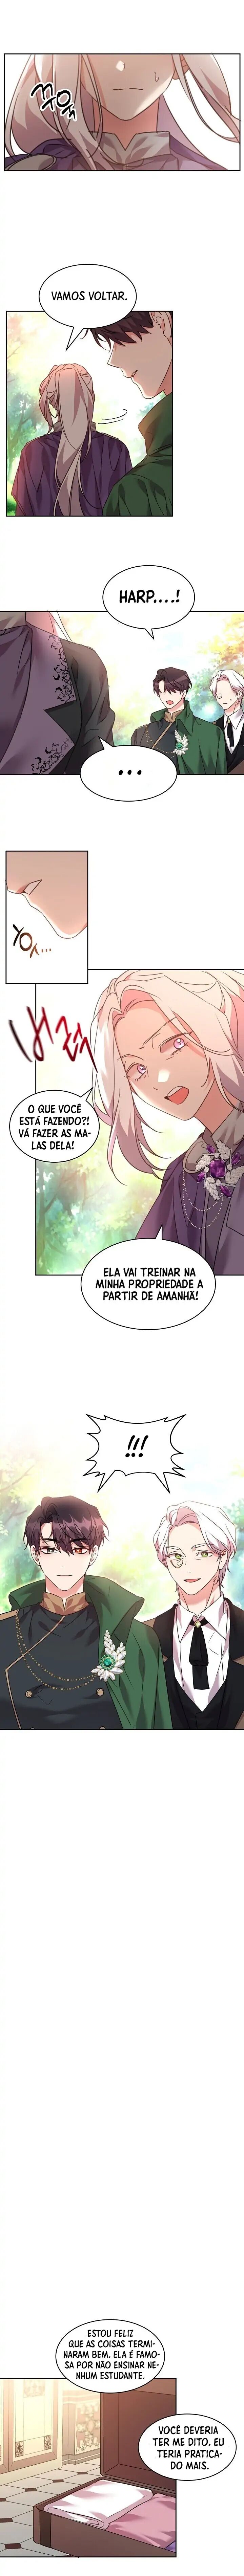 VAMOS VOLTAR.
HARP....!
...
O QUE VOCÊ
ESTÁ FAZENDO?!
VÁ FAZER AS MA-
LAS DELA!
ELA VAI TREINAR NA
MINHA PROPRIEDADE A
PARTIR DE AMANHÃ!
!!!
ESTOU FELIZ
QUE AS COISAS TERMI-
NARAM BEM. ELA É FAMO-
SA POR NÃO ENSINAR NE-
NHUM ESTUDANTE.
VOCÊ DEVERIA
TER ME DITO. EU
TERIA PRATICA-
DO MAIS.